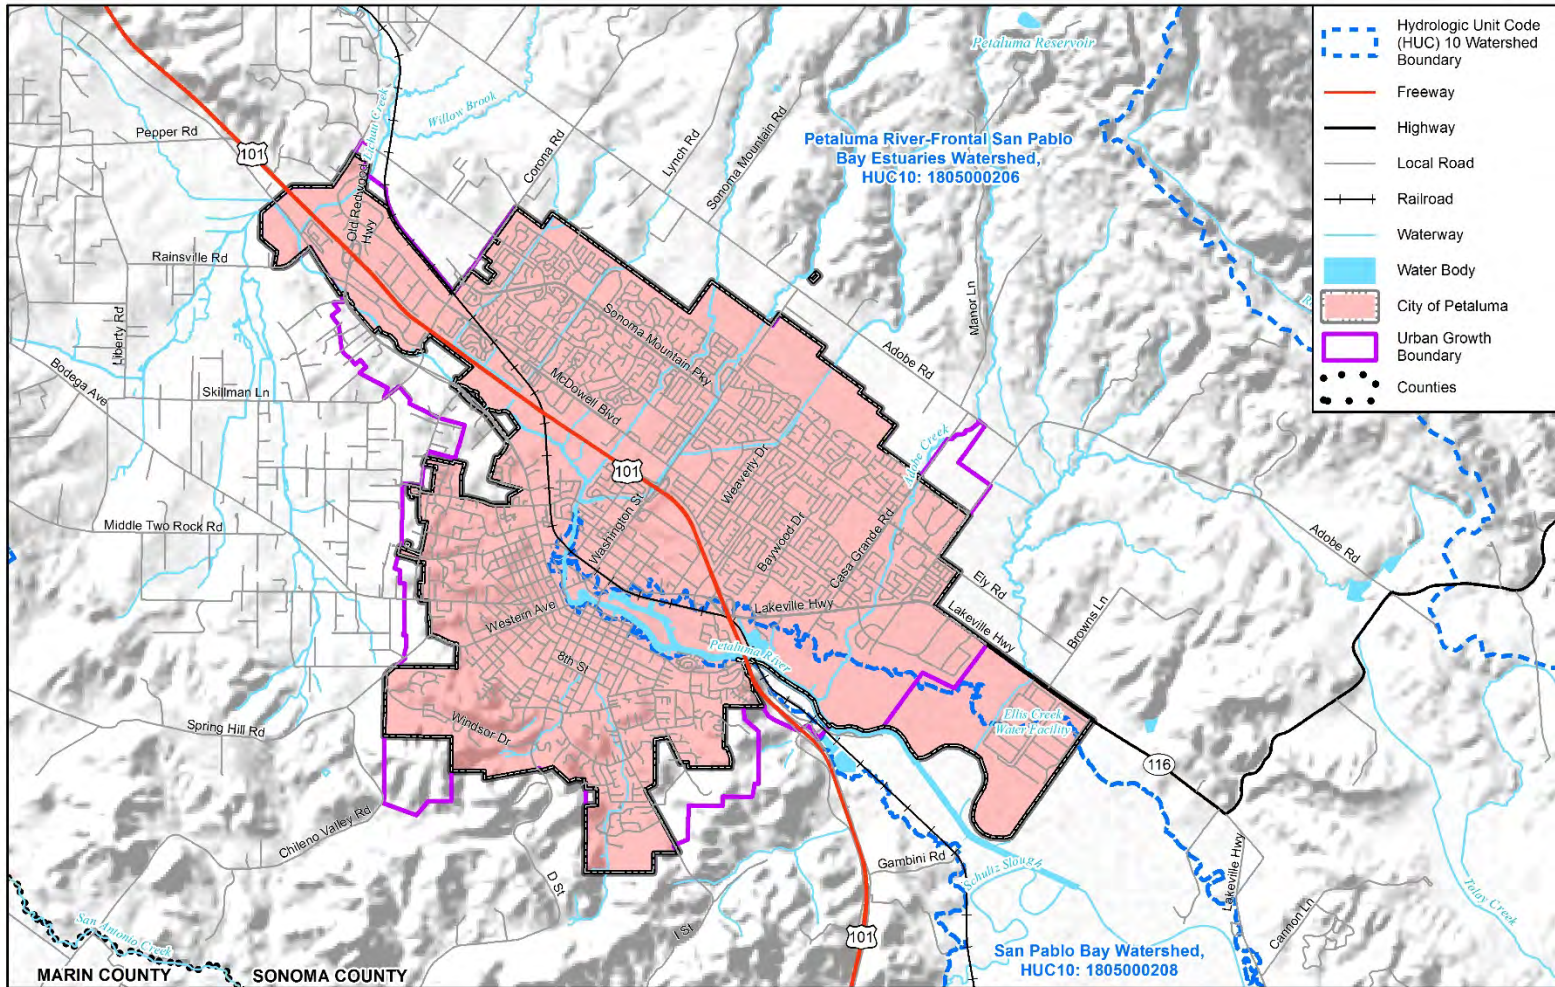 Petaluma Reservoir
Hydrologic Unit Code
(HUC) 10 Watershed
Boundary
Freeway
Highway
Local Road
Railroad
Waterway
Water Body
City of Petaluma
Urban Growth
Boundary
Counties
Pepper Rd
101
Willow Brook
Corona Rd
Lynch Rd
Sonoma Mountain Rd
Petaluma River-Frontal San Pablo
Bay Estuaries Watershed,
HUC10: 1805000206
Old Redwood
Hwy
Rainsville Rd
Liberty Rd
Bodega Ave
Skillman Ln
Sonoma Mountain Pky
McDowell Blvd
Manor Ln
Adobe Rd
101
Washington St
Weaverly Dr
Adobe Creek
Baywood Dr
Casa Grande Rd
Middle Two Rock Rd
Adobe Rd
Ely Rd
Browns Ln
Lakeville Hwy
Lakeville Hwy
Western Ave
8th St
Petaluma River
Windsor Dr
Spring Hill Rd
Ellis Creek
Water Facility
116
Chileno Valley Rd
D St
I St
Gambini Rd
Schultz Slough
Lakeville Hwy
Cannon Ln
Tolay Creek
101
San Antonio Creek
MARIN COUNTY
SONOMA COUNTY
San Pablo Bay Watershed,
HUC10: 1805000208